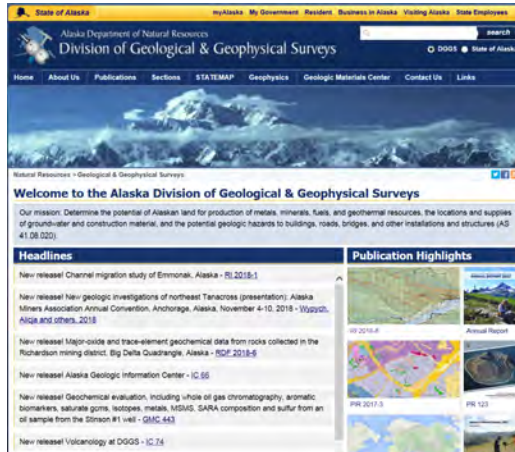 State of Alaska
myAlaska My Government Resident Business in Alaska Visiting Alaska State Employees
Alaska Department of Natural Resources
Division of Geological & Geophysical Surveys
search
DGGS State of Alaska
Home About Us Publications Sections STATEMAP Geophysics Geologic Materials Center Contact Us Links
Natural Resources > Geological & Geophysical Surveys
Welcome to the Alaska Division of Geological & Geophysical Surveys
Our mission: Determine the potential of Alaskan land for production of metals, minerals, fuels, and geothermal resources, the locations and supplies
of groundwater and construction material, and the potential geologic hazards to buildings, roads, bridges, and other installations and structures (AS
41.08.020).
Headlines
New release! Channel migration study of Emmonak, Alaska - RI 2018-1
New release! New geologic investigations of northeast Tanacross (presentation): Alaska
Miners Association Annual Convention, Anchorage, Alaska, November 4-10, 2018 - Wypych,
Alicja and others, 2018
New release! Major-oxide and trace-element geochemical data from rocks collected in the
Richardson mining district, Big Delta Quadrangle, Alaska - RDF 2018-6
New release! Alaska Geologic Information Center - IC 66
New release! Geochemical evaluation, including whole oil gas chromatography, aromatic
biomarkers, saturate gcms, isotopes, metals, MSMS, SARA composition and sulfur from an
oil sample from the Stinson #1 well - GMC 443
New release! Volcanology at DGGS - IC 74
Publication Highlights
Annual Report
PIR 2017-3
PR 123